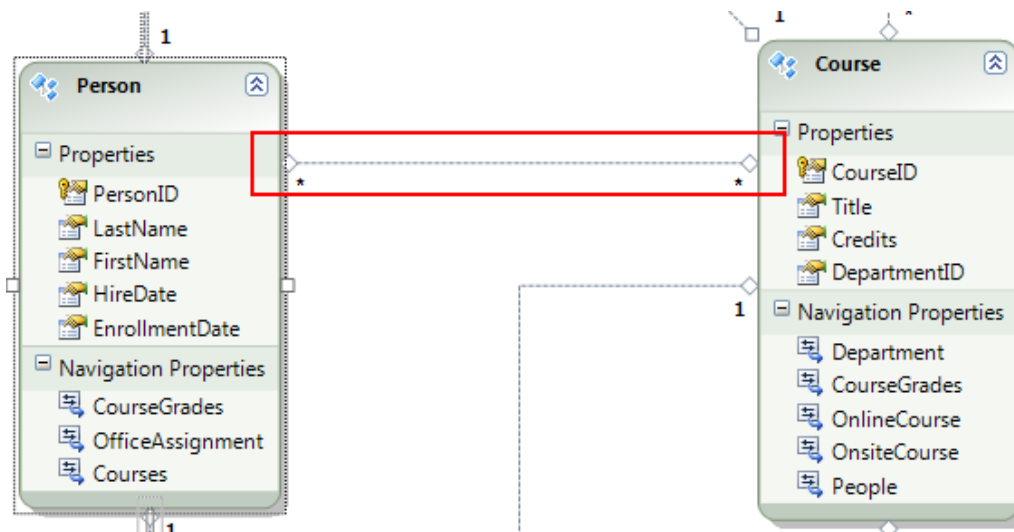 1
1
*
Person
Properties
PersonID
LastName
FirstName
HireDate
EnrollmentDate
Navigation Properties
CourseGrades
OfficeAssignment
Courses
1
*
*
1
Course
Properties
CourseID
Title
Credits
DepartmentID
Navigation Properties
Department
CourseGrades
OnlineCourse
OnsiteCourse
People